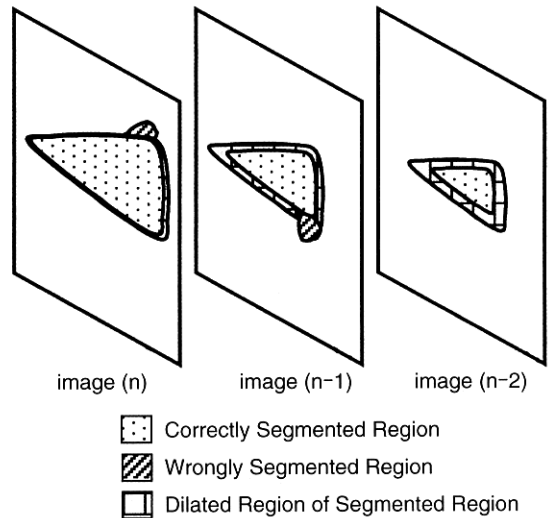 image (n)
image (n-1)
image (n-2)
Correctly Segmented Region
Wrongly Segmented Region
Dilated Region of Segmented Region